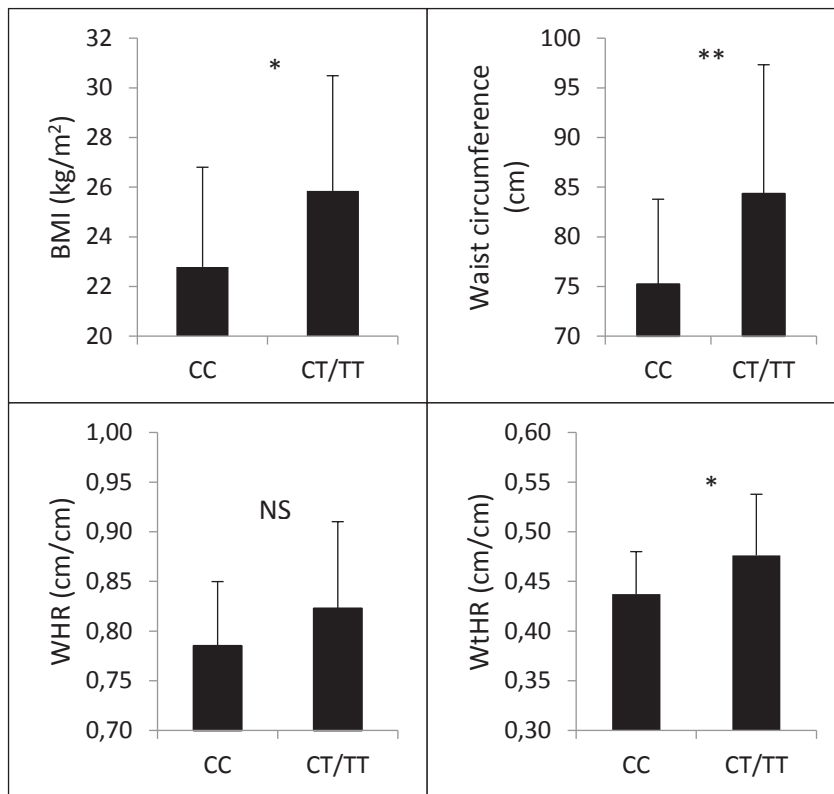 BMI (kg/m²)
32
30
28
26
24
22
20
*
CC
CT/TT
Waist circumference
(cm)
100
95
90
85
80
75
70
**
CC
CT/TT
WHR (cm/cm)
1,00
0,95
0,90
0,85
0,80
0,75
0,70
NS
CC
CT/TT
WtHR (cm/cm)
0,60
0,55
0,50
0,45
0,40
0,35
0,30
*
CC
CT/TT